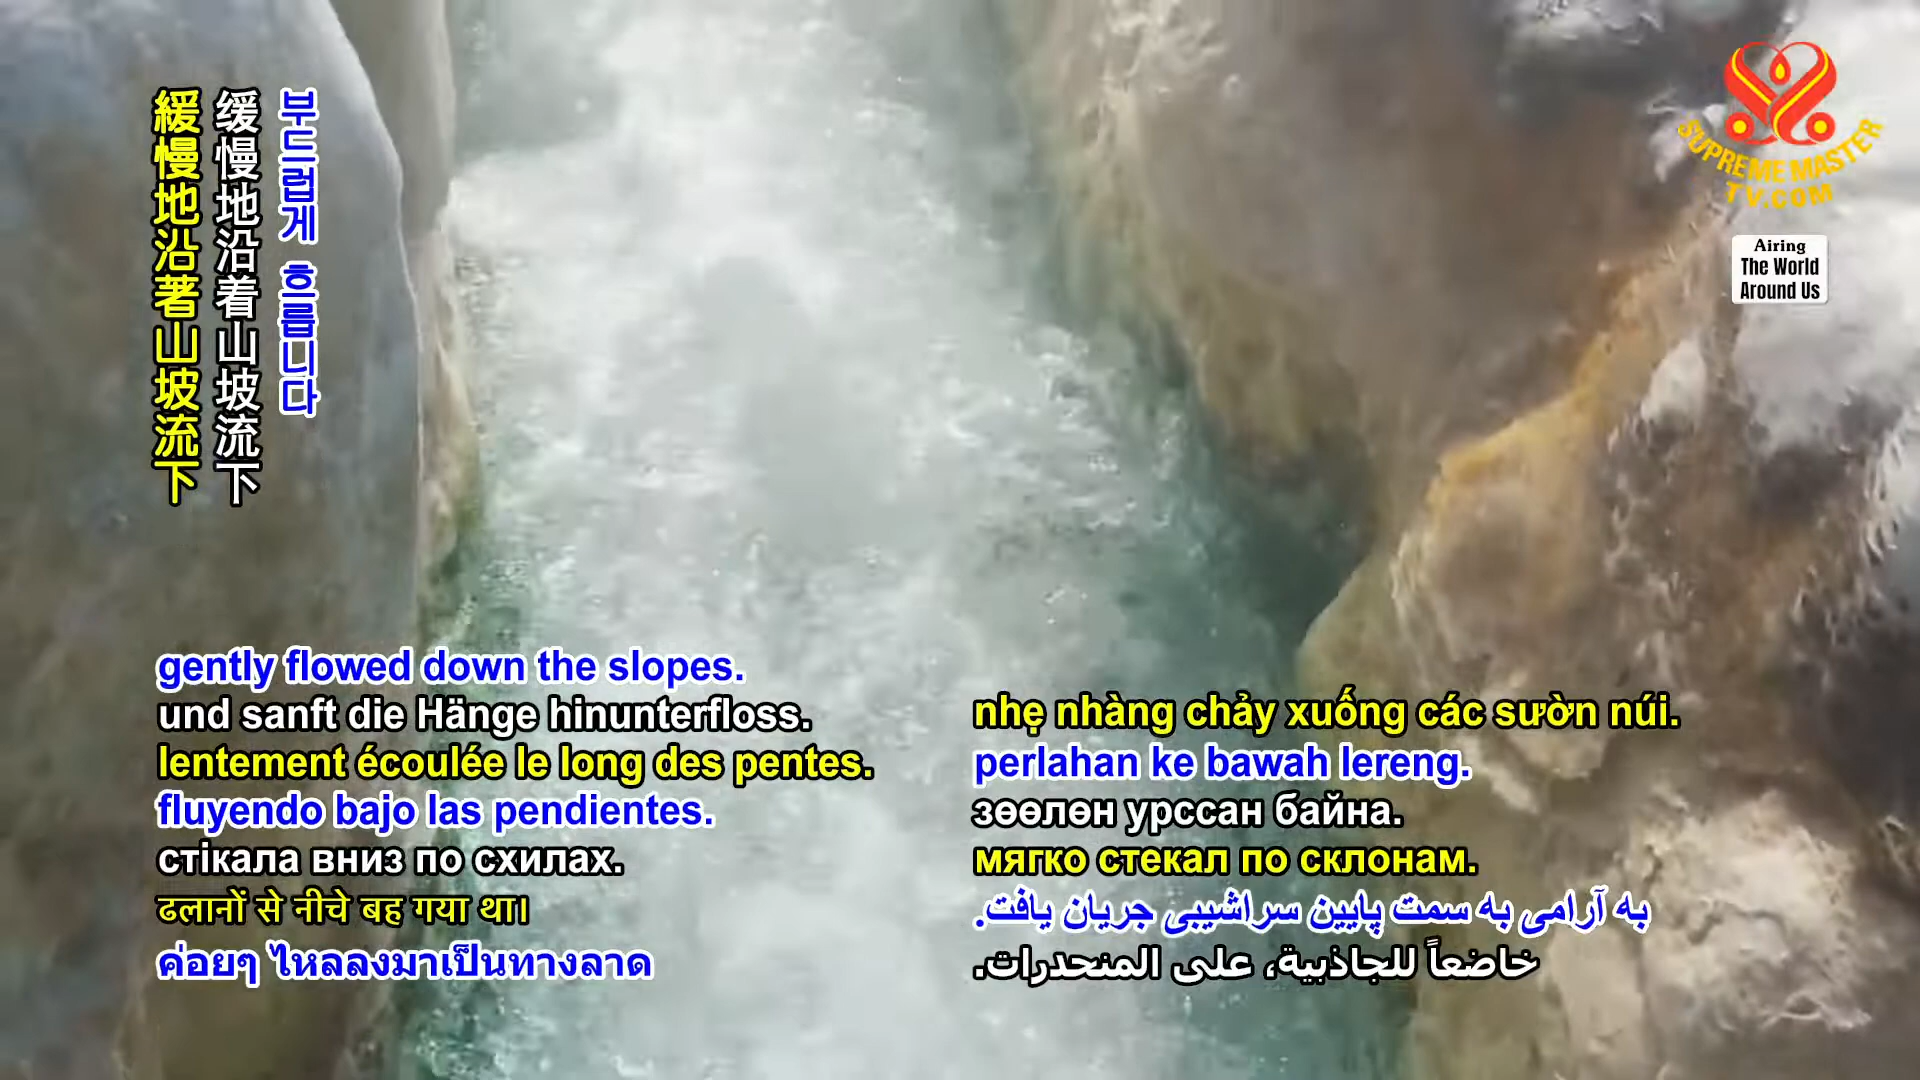 緩慢地沿著山坡流下
缓慢地沿着山坡流下
부드럽게 흐릅니다
SUPREME MASTER
TV.COM
Airing
The World
Around Us
gently flowed down the slopes.
und sanft die Hänge hinunterfloss.
lentement écoulée le long des pentes.
fluyendo bajo las pendientes.
стікала вниз по схилах.
ढलानों से नीचे बह गया था।
ค่อยๆ ไหลลงมาเป็นทางลาด
nhẹ nhàng chảy xuống các sườn núi.
perlahan ke bawah lereng.
зөөлөн урссан байна.
мягко стекал по склонам.
به آرامی به سمت پایین سراشیبی جریان یافت.
خاضعاً للجاذبية، على المنحدرات.